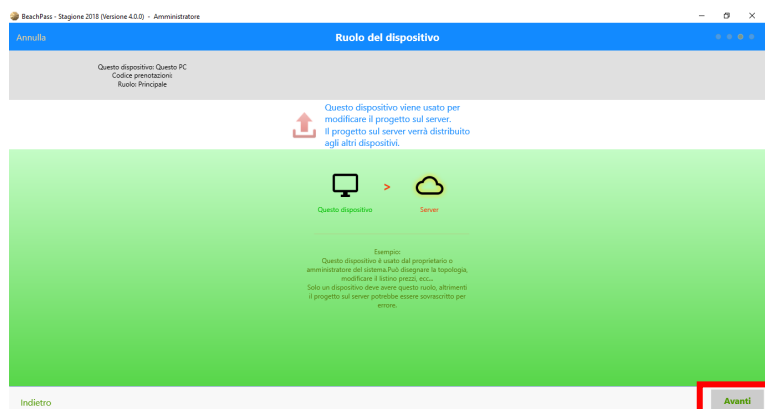 BeachPass - Stagione 2018 (Versione 4.0.0) - Amministratore
Annulla
Ruolo del dispositivo
Questo dispositivo: Questo PC
Codice prenotazioni:
Ruolo: Principale
Questo dispositivo viene usato per
modificare il progetto sul server.
Il progetto sul server verrà distribuito
agli altri dispositivi.
>
Questo dispositivo
Server
Esempio:
Questo dispositivo è usato dal proprietario o
amministratore del sistema.Può disegnare la topologia,
modificare il listino prezzi, ecc...
Solo un dispositivo deve avere questo ruolo, altrimenti
il progetto sul server potrebbe essere sovrascritto per
errore.
Indietro
Avanti